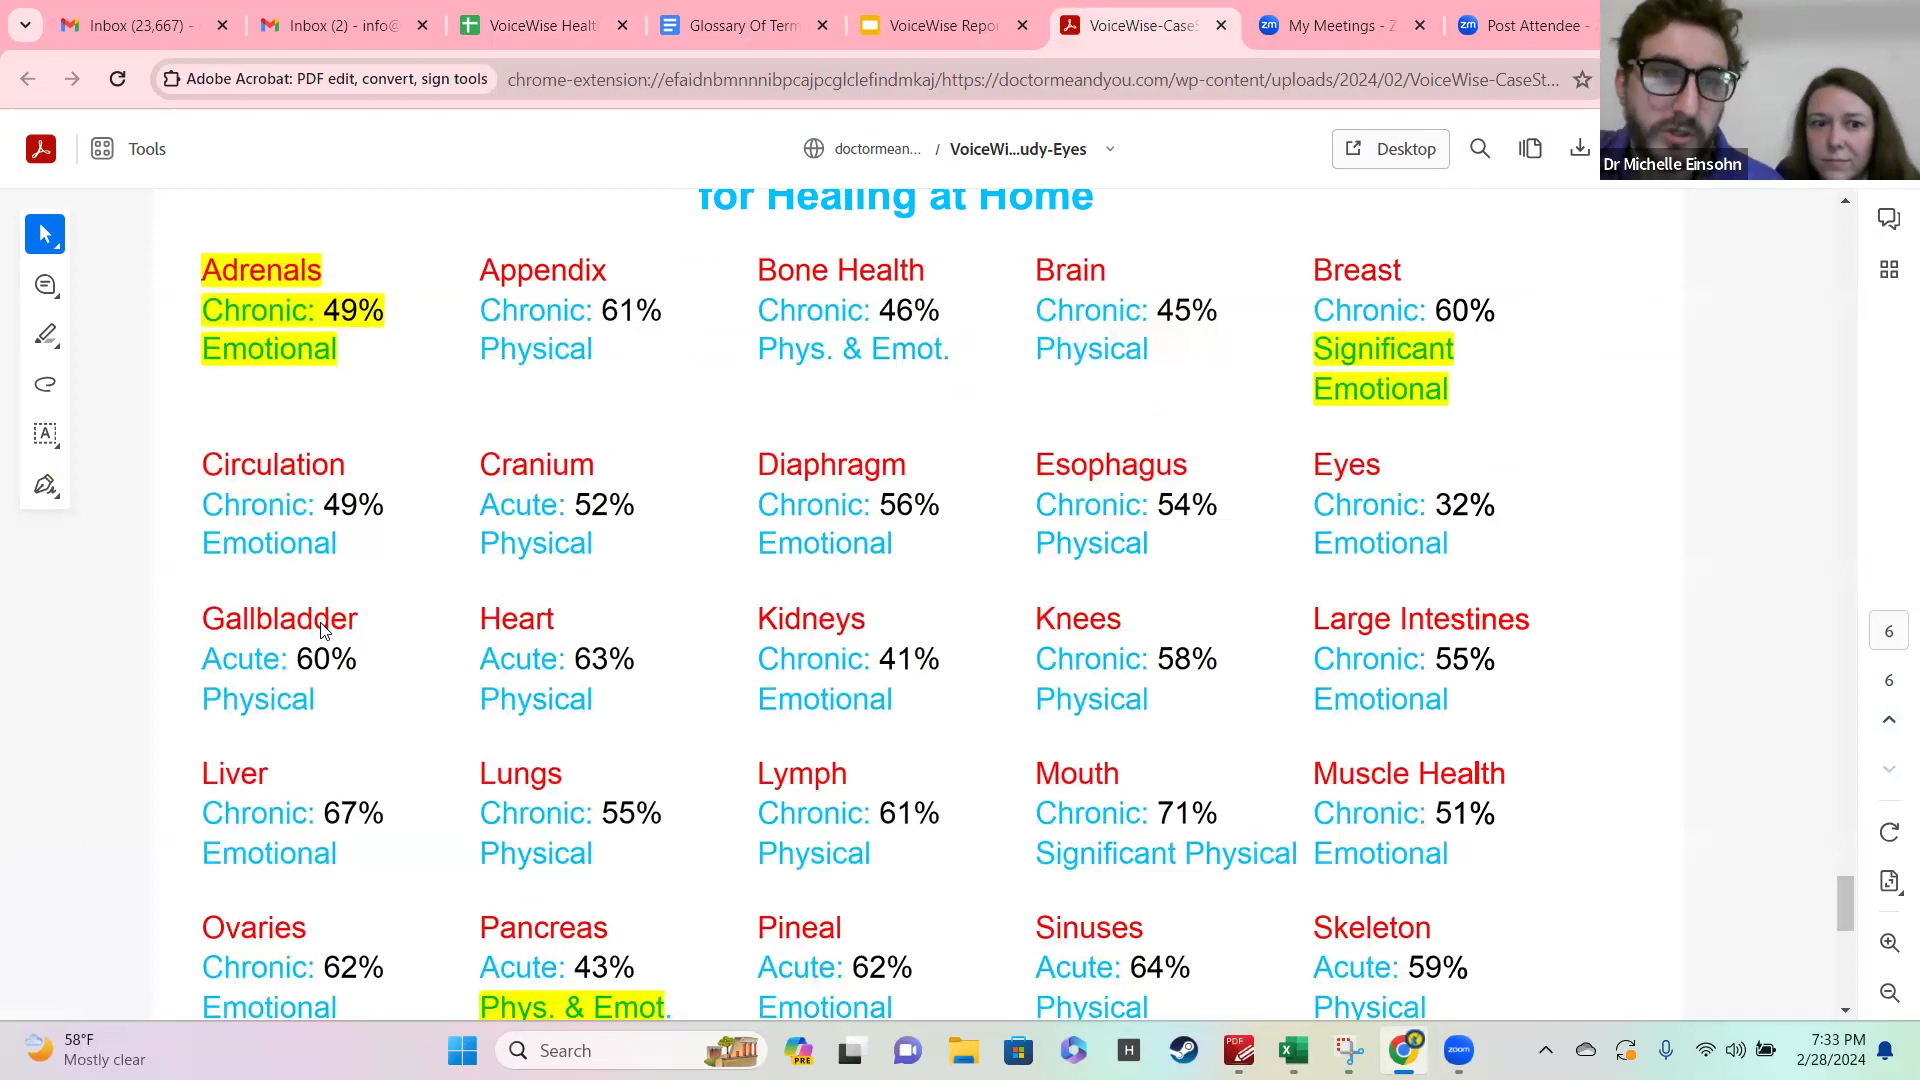 Inbox (23,667) -
Inbox (2) - info@
VoiceWise Healt
Glossary Of Term
VoiceWise Repor
VoiceWise-CaseS
My Meetings - Z
Post Attendee -
Adobe Acrobat: PDF edit, convert, sign tools
chrome-extension://efaidnbmnnnibpcajpcglclefindmkaj/https://doctormeandyou.com/wp-content/uploads/2024/02/VoiceWise-CaseSt...
Tools
doctormean... / VoiceWi...udy-Eyes
Desktop
Dr Michelle Einsohn
for Healing at Home
Adrenals
Chronic: 49%
Emotional
Appendix
Chronic: 61%
Physical
Bone Health
Chronic: 46%
Phys. & Emot.
Brain
Chronic: 45%
Physical
Breast
Chronic: 60%
Significant
Emotional
Circulation
Chronic: 49%
Emotional
Cranium
Acute: 52%
Physical
Diaphragm
Chronic: 56%
Emotional
Esophagus
Chronic: 54%
Physical
Eyes
Chronic: 32%
Emotional
Gallbladder
Acute: 60%
Physical
Heart
Acute: 63%
Physical
Kidneys
Chronic: 41%
Emotional
Knees
Chronic: 58%
Physical
Large Intestines
Chronic: 55%
Emotional
Liver
Chronic: 67%
Emotional
Lungs
Chronic: 55%
Physical
Lymph
Chronic: 61%
Physical
Mouth
Chronic: 71%
Significant Physical
Muscle Health
Chronic: 51%
Emotional
Ovaries
Chronic: 62%
Emotional
Pancreas
Acute: 43%
Phys. & Emot.
Pineal
Acute: 62%
Emotional
Sinuses
Acute: 64%
Physical
Skeleton
Acute: 59%
Physical
6
6
58°F
Mostly clear
Search
PRE
H
PDF
zoom
7:33 PM
2/28/2024